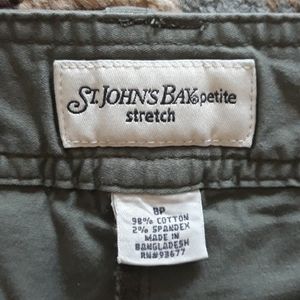 ST. JOHN'S BAY® petite
stretch
8P
98% COTTON
2% SPANDEX
MADE IN
BANGLADESH
RN#93677